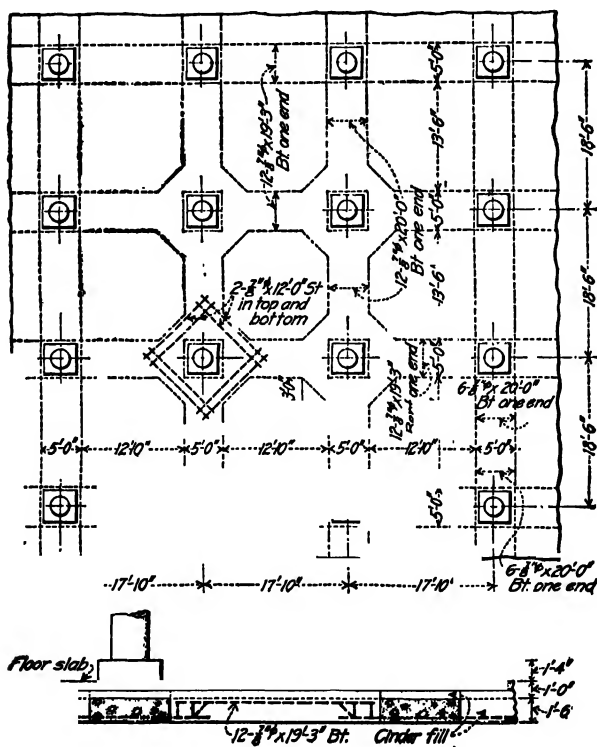 5'-0"
12-⅞"φ×19'-3"
Bt one end
13'-6"
18'-6"
5'-0"
12-⅞"φ×20'-0"
Bt one end
18'-6"
13'-6"
2-⅞"φ×12'-0" St
in top and
bottom
5'-0"
3'-0"
12-⅞"φ×19'-3"
one end
6-⅞"φ×20'-0"
Bt one end
18'-6"
5'-0" 12'10" 5'-0" 12'10" 5'-0" 12'10" 5'-0"
5'-0"
17'-10" 17'-10" 17'-10'
6-⅞"φ×20'-0"
Bt. one end
Floor slab
1'-4"
1'-0"
1'-6"
12-⅞"φ×19'-3" Bt. Cinder fill